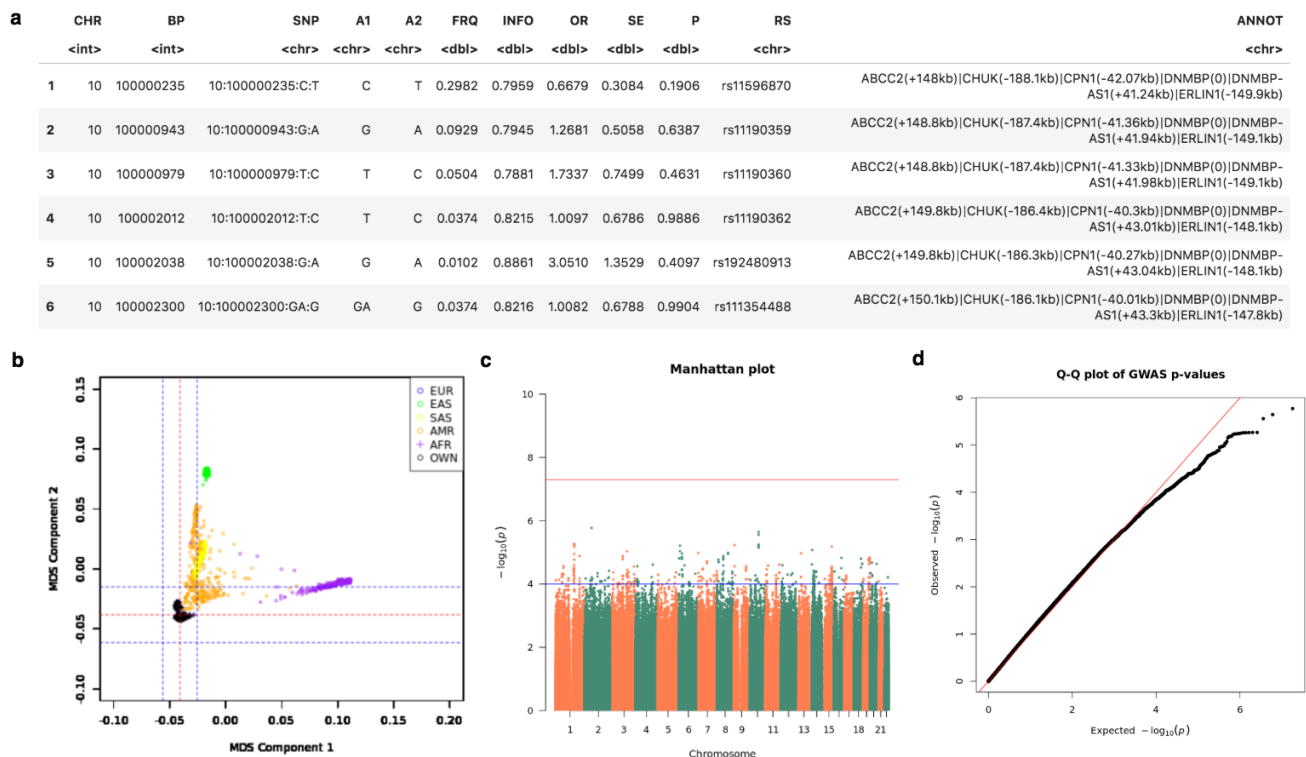 a
CHR BP SNP A1 A2 FRQ INFO OR SE P RS ANNOT
<int> <int> <chr> <chr> <chr> <dbl> <dbl> <dbl> <dbl> <dbl> <chr> <chr>
1 10 100000235 10:100000235:C:T C T 0.2982 0.7959 0.6679 0.3084 0.1906 rs11596870 ABCC2(+148kb)|CHUK(-188.1kb)|CPN1(-42.07kb)|DNMBP(0)|DNMBP-
AS1(+41.24kb)|ERLIN1(-149.9kb)
2 10 100000943 10:100000943:G:A G A 0.0929 0.7945 1.2681 0.5058 0.6387 rs11190359 ABCC2(+148.8kb)|CHUK(-187.4kb)|CPN1(-41.36kb)|DNMBP(0)|DNMBP-
AS1(+41.94kb)|ERLIN1(-149.1kb)
3 10 100000979 10:100000979:T:C T C 0.0504 0.7881 1.7337 0.7499 0.4631 rs11190360 ABCC2(+148.8kb)|CHUK(-187.4kb)|CPN1(-41.33kb)|DNMBP(0)|DNMBP-
AS1(+41.98kb)|ERLIN1(-149.1kb)
4 10 100002012 10:100002012:T:C T C 0.0374 0.8215 1.0097 0.6786 0.9886 rs11190362 ABCC2(+149.8kb)|CHUK(-186.4kb)|CPN1(-40.3kb)|DNMBP(0)|DNMBP-
AS1(+43.01kb)|ERLIN1(-148.1kb)
5 10 100002038 10:100002038:G:A G A 0.0102 0.8861 3.0510 1.3529 0.4097 rs192480913 ABCC2(+149.8kb)|CHUK(-186.3kb)|CPN1(-40.27kb)|DNMBP(0)|DNMBP-
AS1(+43.04kb)|ERLIN1(-148.1kb)
6 10 100002300 10:100002300:GA:G GA G 0.0374 0.8216 1.0082 0.6788 0.9904 rs111354488 ABCC2(+150.1kb)|CHUK(-186.1kb)|CPN1(-40.01kb)|DNMBP(0)|DNMBP-
AS1(+43.3kb)|ERLIN1(-147.8kb)
b
MDS Component 2
0.15
0.10
0.05
0.00
-0.05
-0.10
EUR
EAS
SAS
AMR
AFR
OWN
-0.10 -0.05 0.00 0.05 0.10 0.15 0.20
MDS Component 1
c
Manhattan plot
− log10(p)
10
8
6
4
2
0
1 2 3 4 5 6 7 8 9 11 13 15 18 21
Chromosome
d
Q-Q plot of GWAS p-values
Observed −log10(p)
6
5
4
3
2
1
0
0 2 4 6
Expected −log10(p)